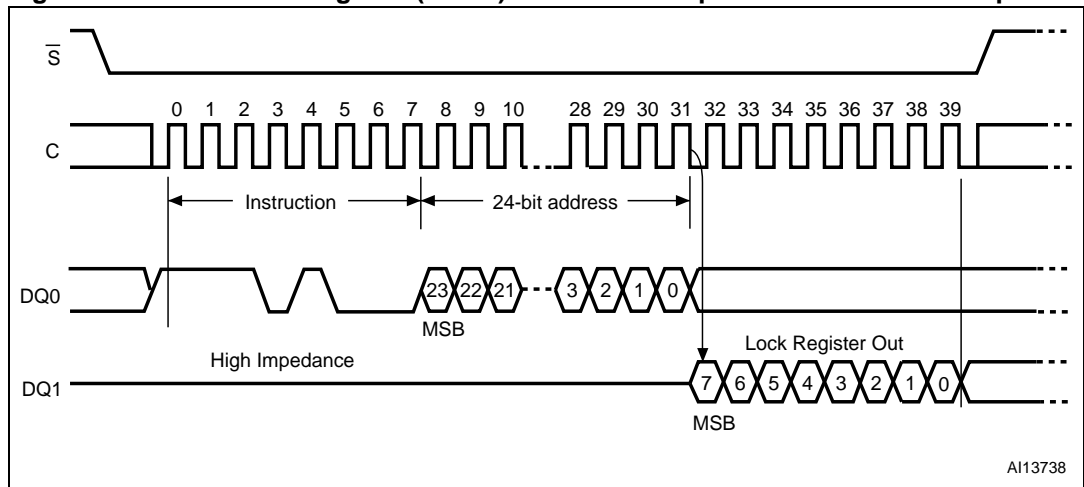 S
0 1 2 3 4 5 6 7 8 9 10 28 29 30 31 32 33 34 35 36 37 38 39
C
Instruction 24-bit address
DQ0
23 22 21 3 2 1 0
MSB
High Impedance
Lock Register Out
DQ1
7 6 5 4 3 2 1 0
MSB
AI13738